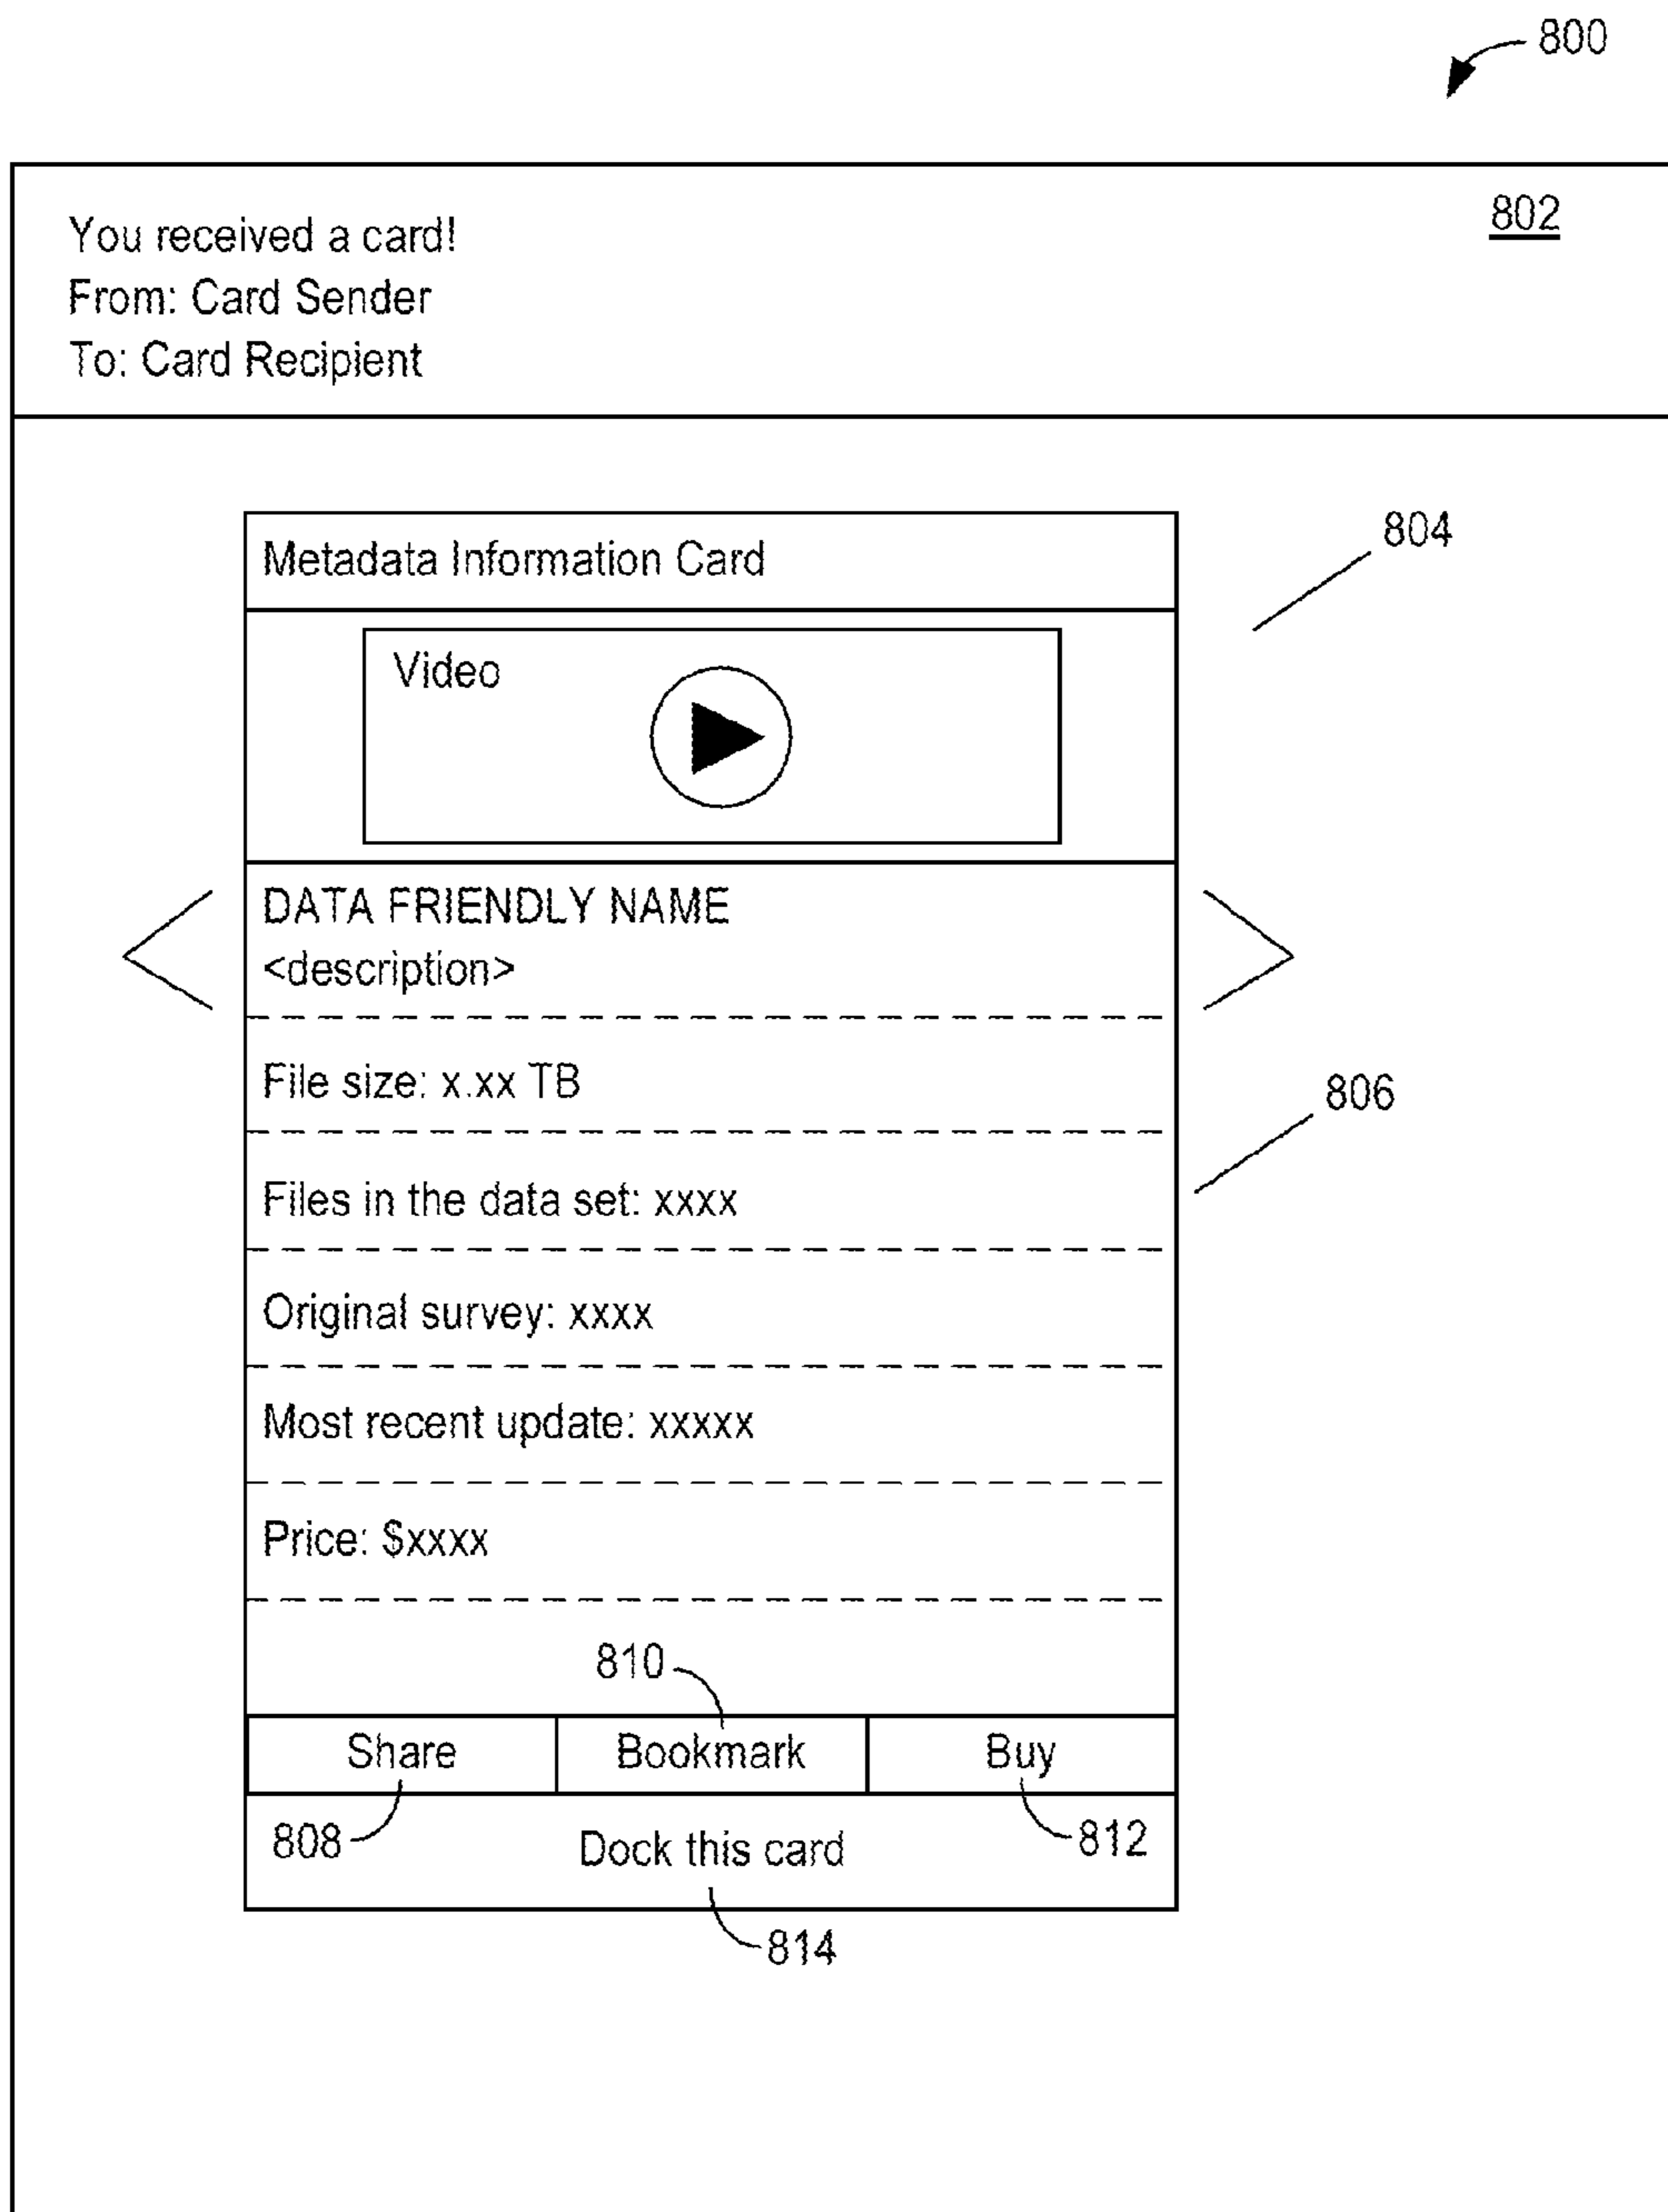 800
802
You received a card!
From: Card Sender
To: Card Recipient
804
Metadata Information Card
Video
DATA FRIENDLY NAME
<description>
File size: x.xx TB
806
Files in the data set: xxxx
Original survey: xxxx
Most recent update: xxxxx
Price: $xxxx
810
Share Bookmark Buy
808 Dock this card 812
814